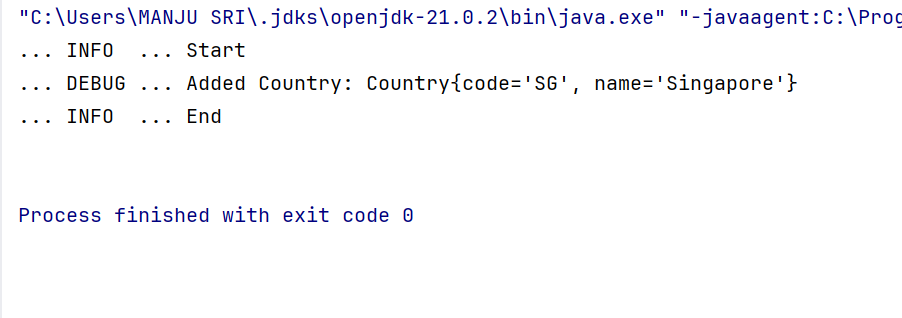 "C:\Users\MANJU SRI\.jdks\openjdk-21.0.2\bin\java.exe" "-javaagent:C:\Prog
... INFO  ... Start
... DEBUG ... Added Country: Country{code='SG', name='Singapore'}
... INFO  ... End
Process finished with exit code 0